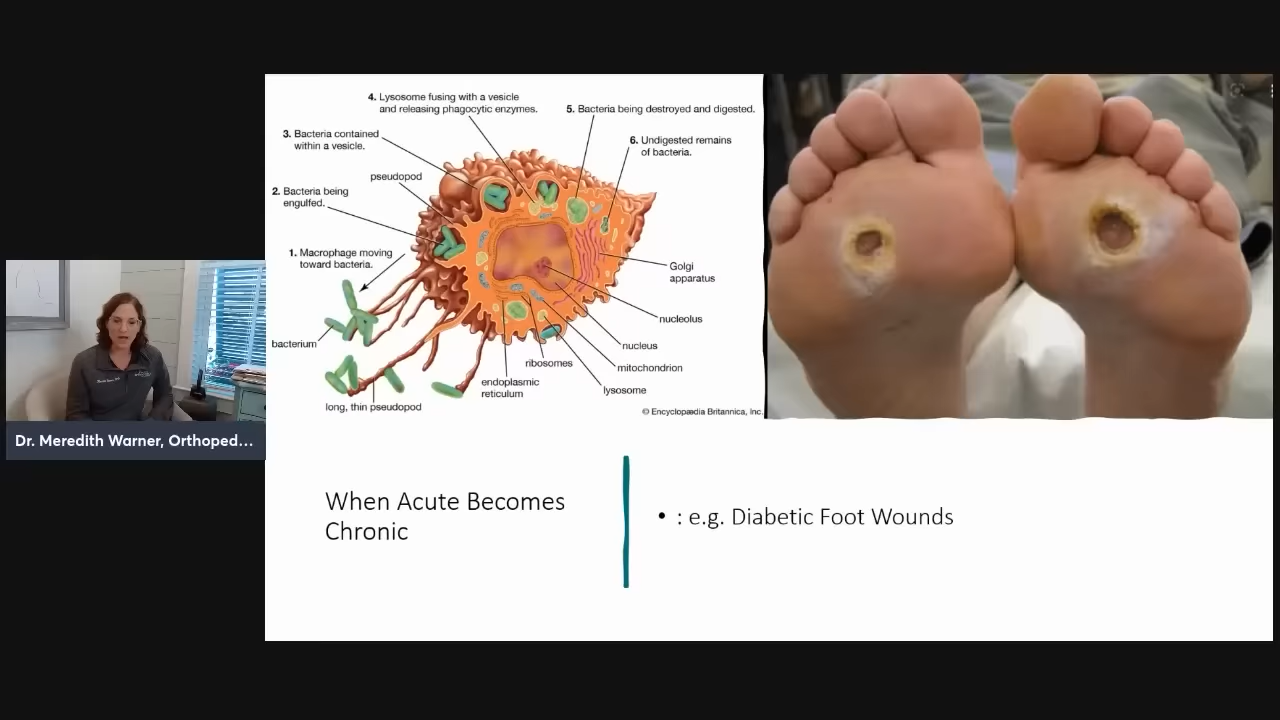 4. Lysosome fusing with a vesicle
and releasing phagocytic enzymes.
5. Bacteria being destroyed and digested.
3. Bacteria contained
within a vesicle.
6. Undigested remains
of bacteria.
pseudopod
2. Bacteria being
engulfed.
1. Macrophage moving
toward bacteria.
Golgi
apparatus
nucleolus
bacterium
nucleus
ribosomes
mitochondrion
endoplasmic
reticulum
lysosome
long, thin pseudopod
© Encyclopædia Britannica, Inc.
Dr. Meredith Warner, Orthoped...
When Acute Becomes
Chronic
• : e.g. Diabetic Foot Wounds